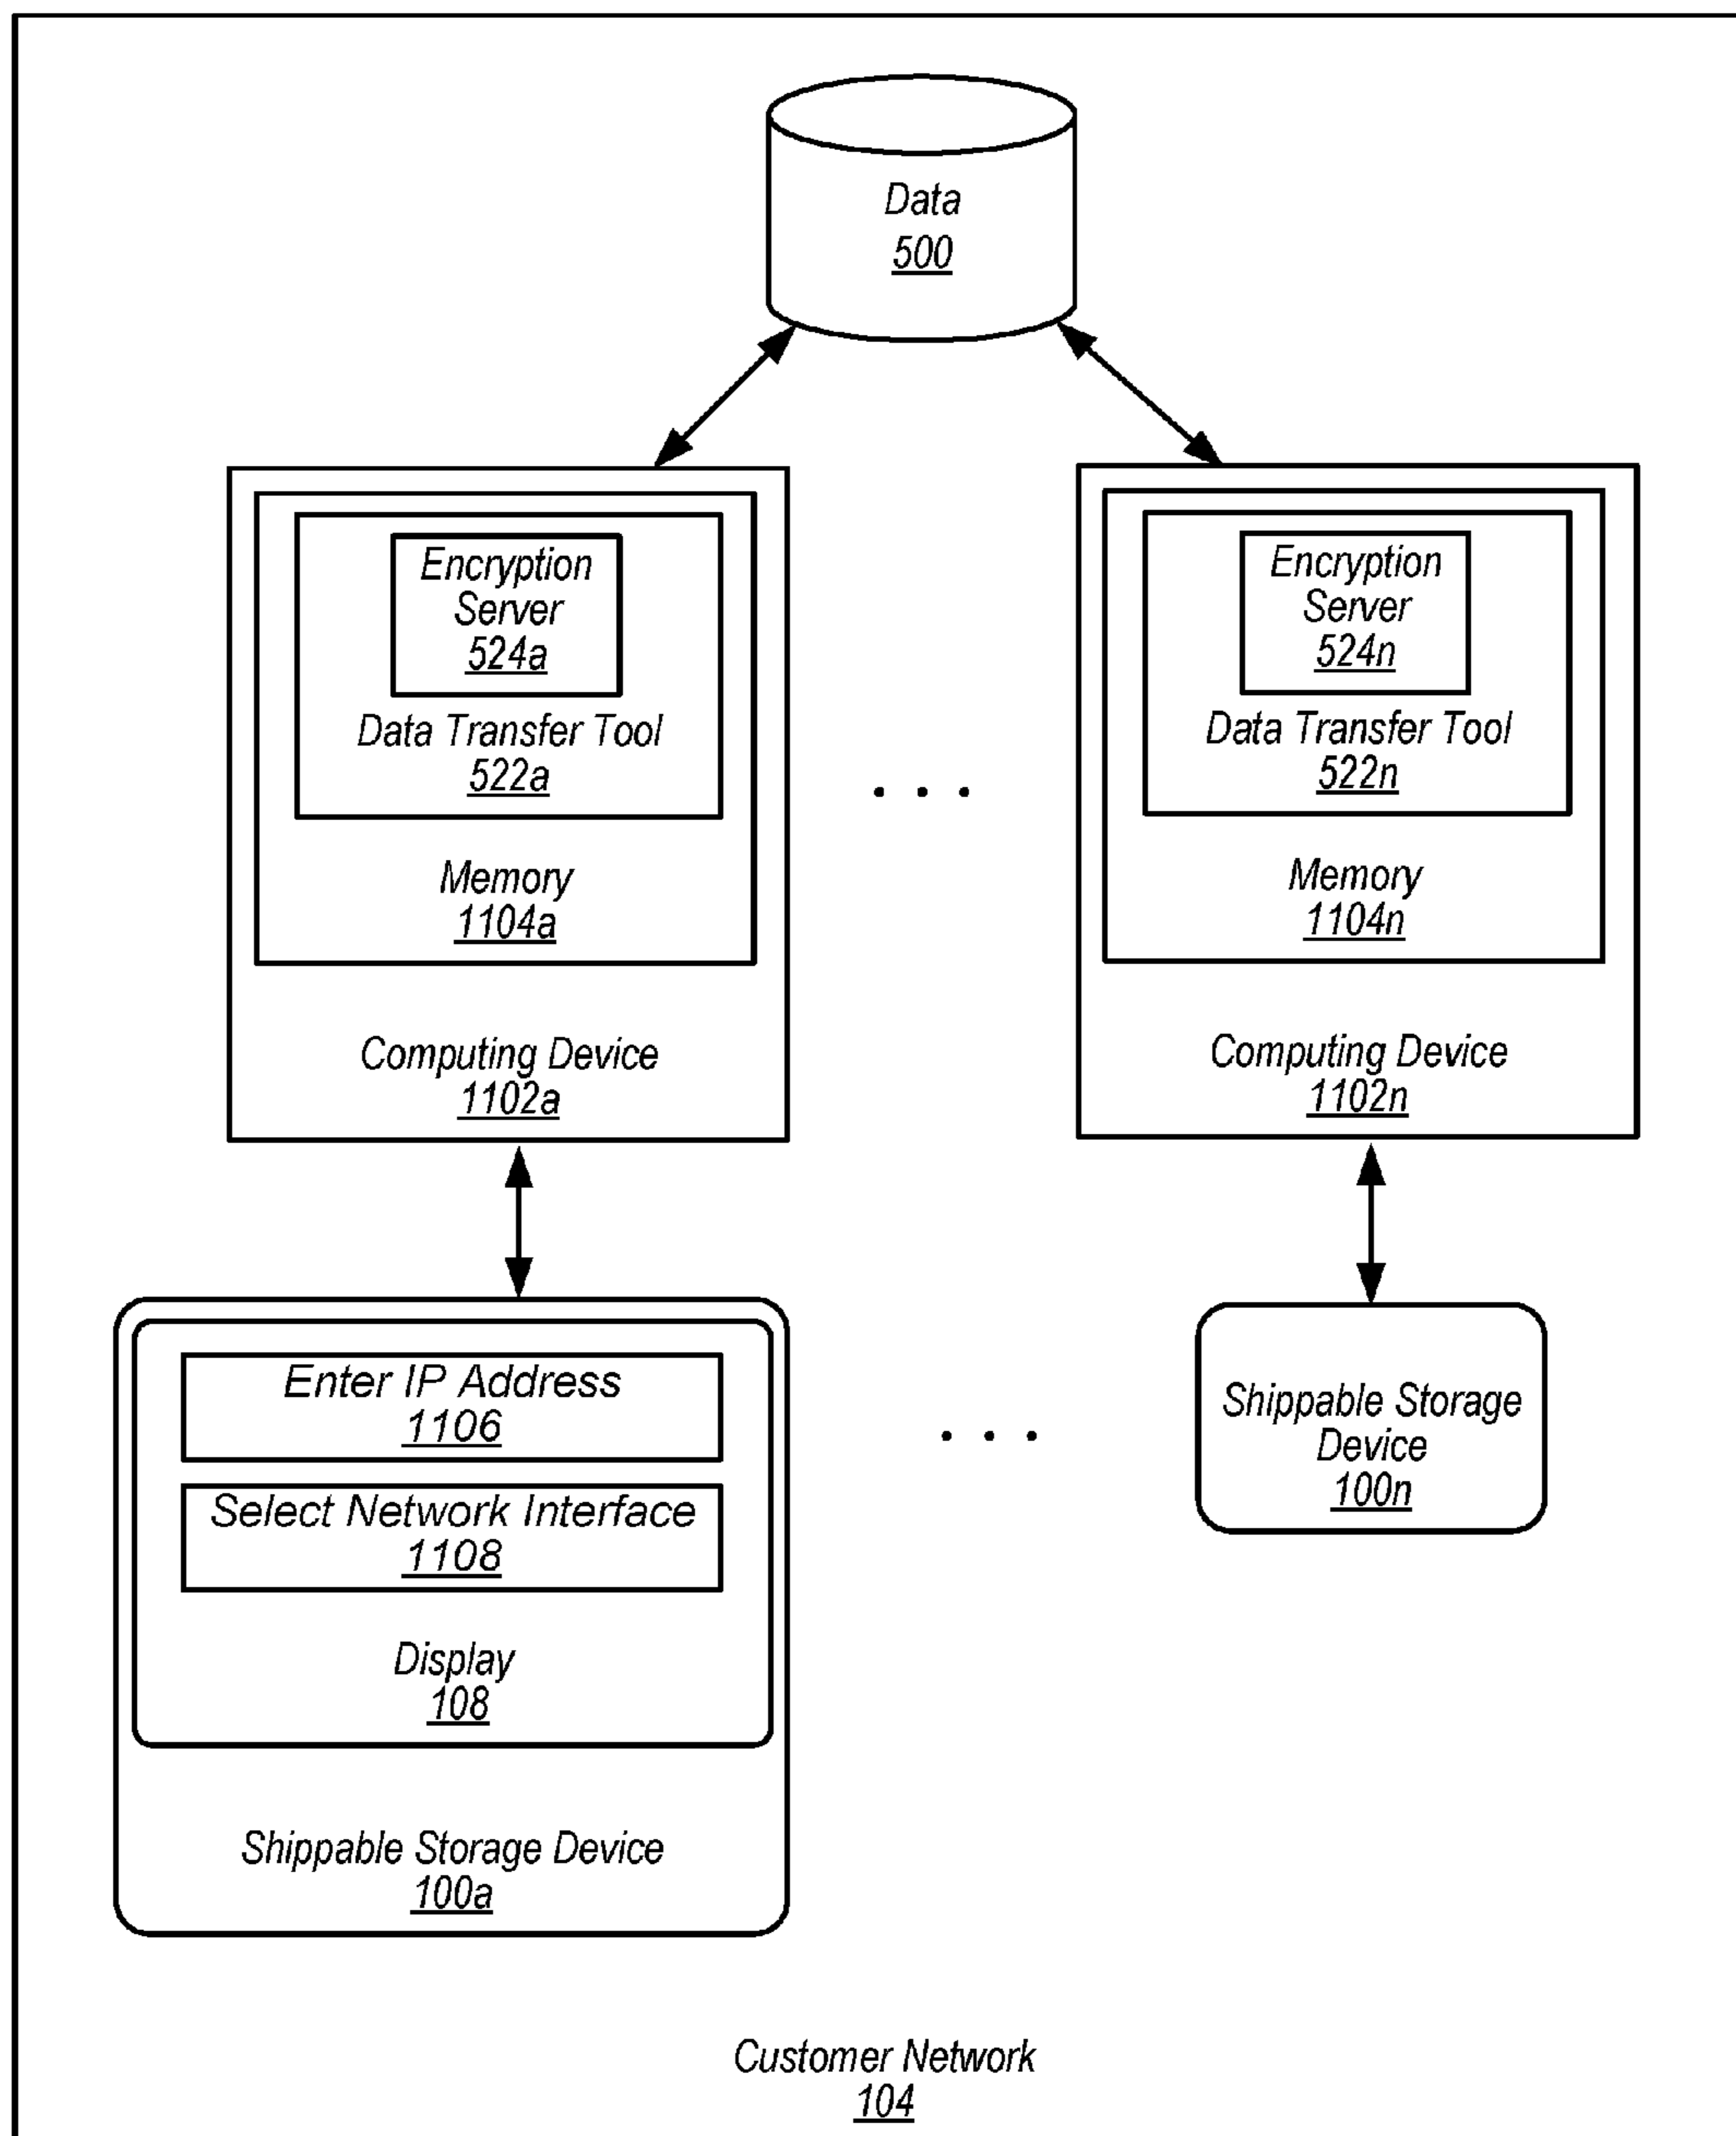 Data
500
Encryption
Server
524a
Data Transfer Tool
522a
Memory
1104a
Computing Device
1102a
. . .
Encryption
Server
524n
Data Transfer Tool
522n
Memory
1104n
Computing Device
1102n
Enter IP Address
1106
Select Network Interface
1108
Display
108
Shippable Storage Device
100a
. . .
Shippable Storage
Device
100n
Customer Network
104